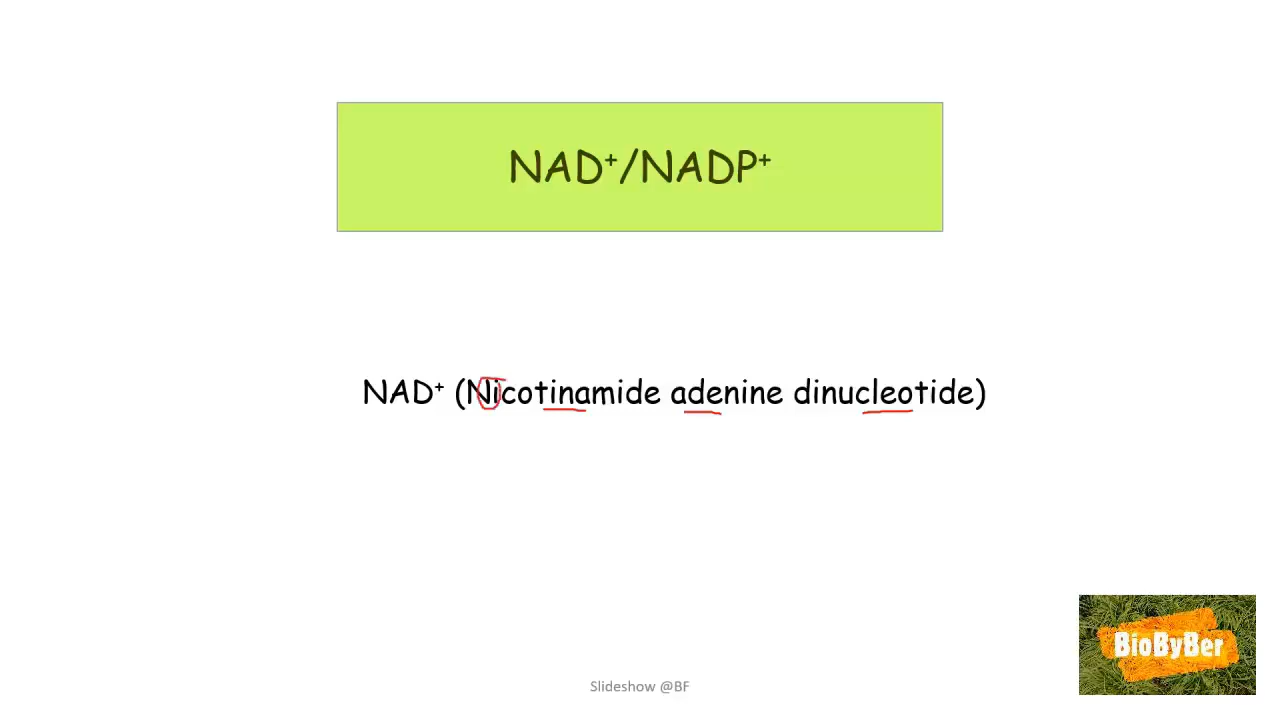 NAD⁺/NADP⁺
NAD⁺ (Nicotinamide adenine dinucleotide)
BioByBer
Slideshow @BF